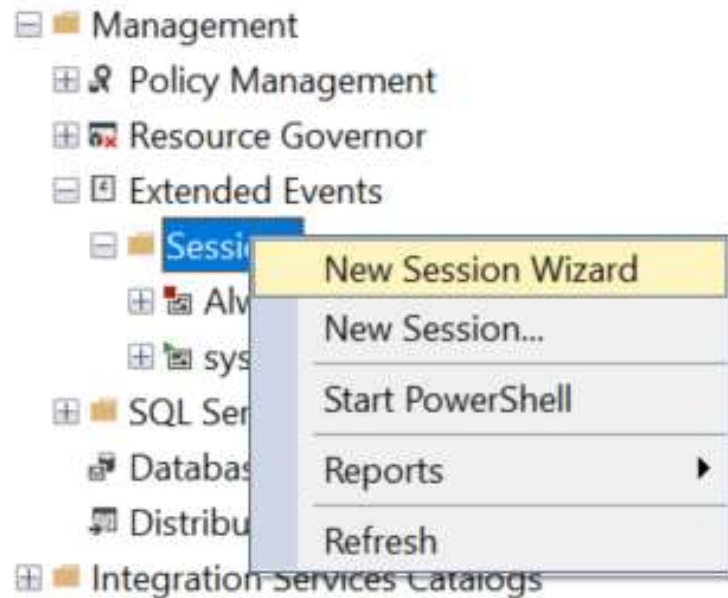 Management
Policy Management
Resource Governor
Extended Events
Sessi
New Session Wizard
Alw
New Session...
sys
Start PowerShell
SQL Ser
Reports
Databas
Distribu
Refresh
Integration Services Catalogs